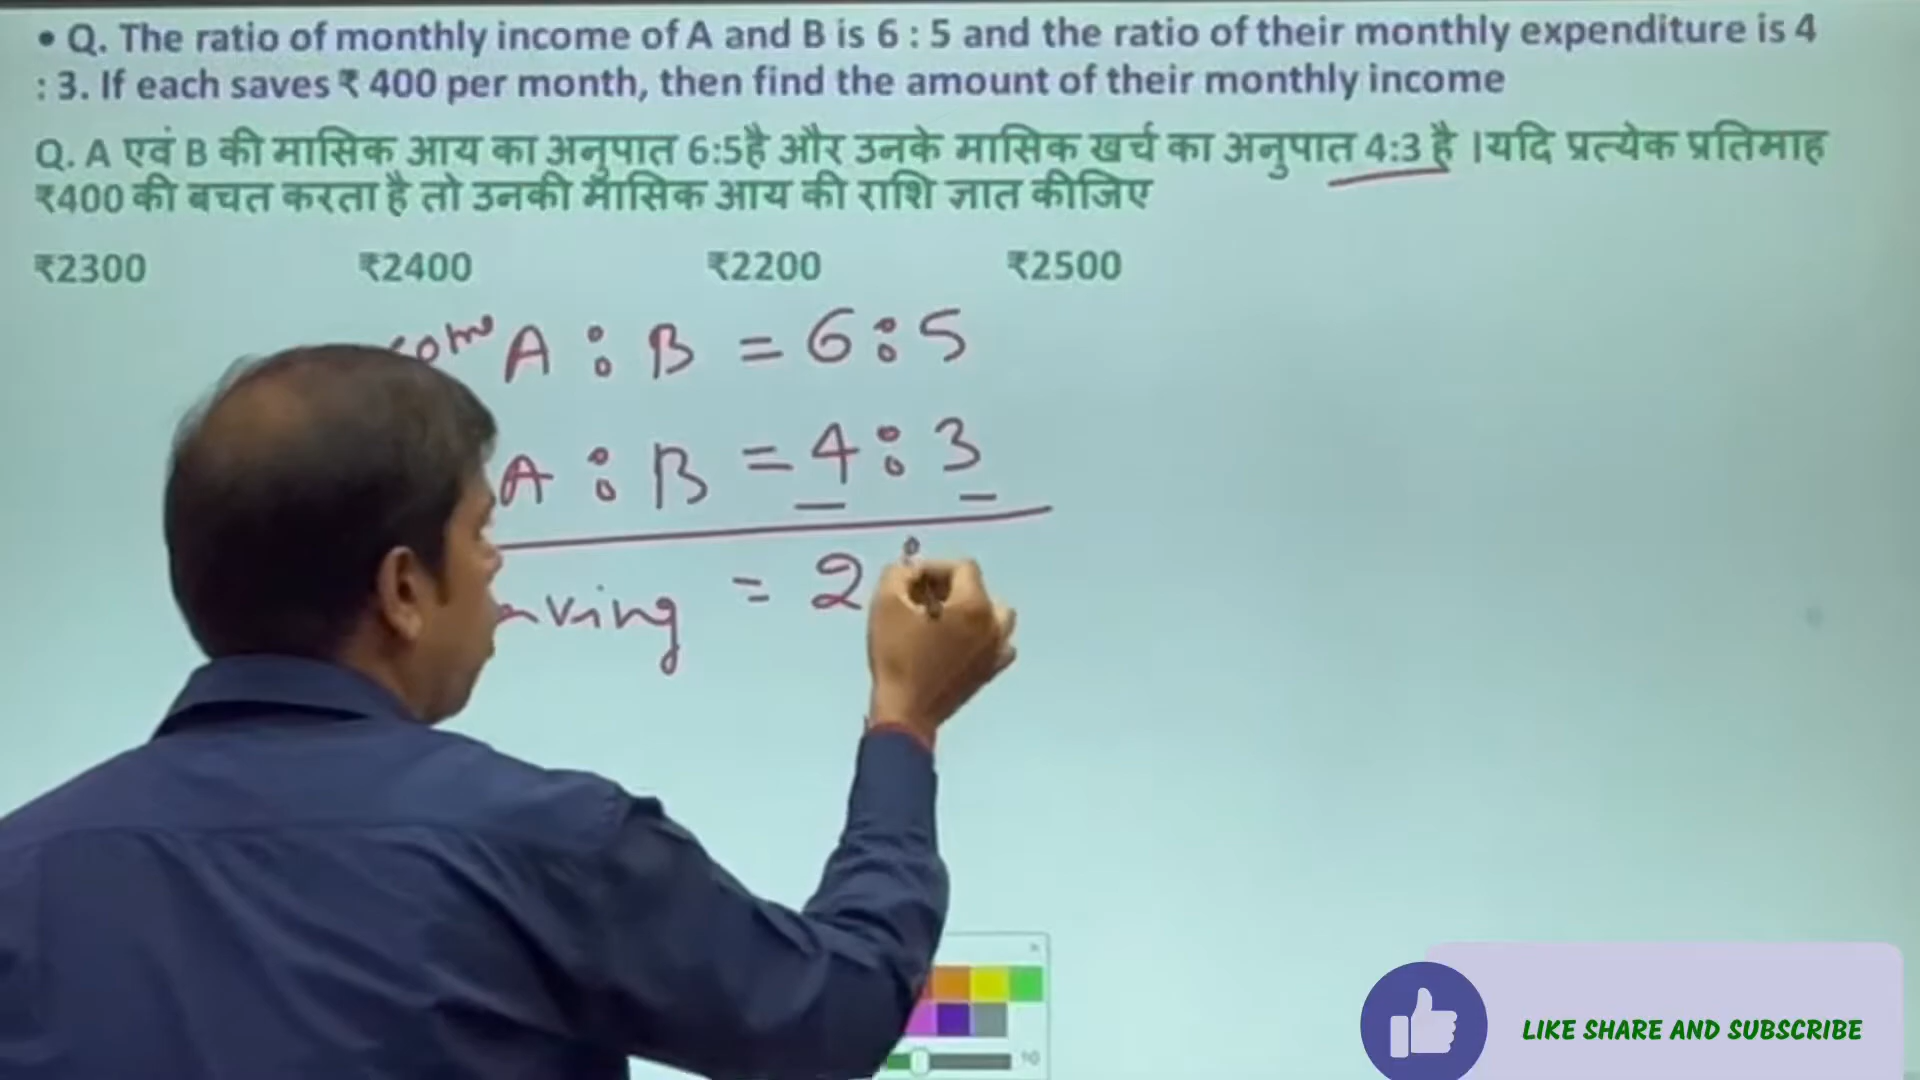 • Q. The ratio of monthly income of A and B is 6 : 5 and the ratio of their monthly expenditure is 4
: 3. If each saves ₹ 400 per month, then find the amount of their monthly income
Q. A एवं B की मासिक आय का अनुपात 6:5है और उनके मासिक खर्च का अनुपात 4:3 है ।यदि प्रत्येक प्रतिमाह
₹400 की बचत करता है तो उनकी मासिक आय की राशि ज्ञात कीजिए
₹2300 ₹2400 ₹2200 ₹2500
A : B = 6 : 5
A : B = 4 : 3
= 2 :
LIKE SHARE AND SUBSCRIBE